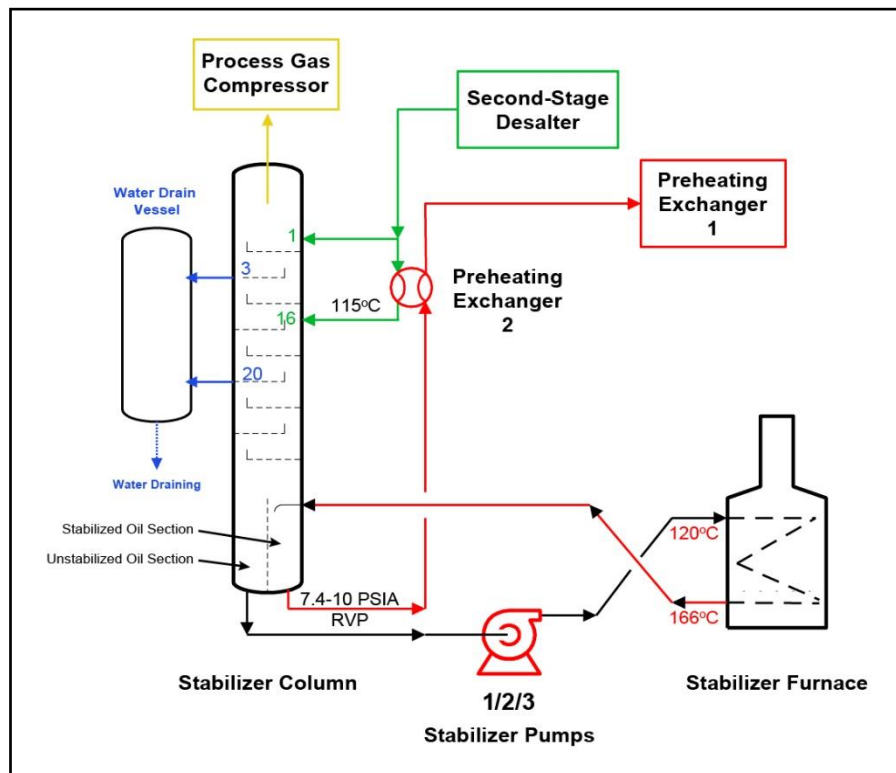 Process Gas
Compressor
Second-Stage
Desalter
Water Drain
Vessel
Preheating
Exchanger
1
1
3
Preheating
Exchanger
2
115°C
16
20
Water Draining
Stabilized Oil Section
Unstabilized Oil Section
120°C
166°C
7.4-10 PSIA
RVP
Stabilizer Column
1/2/3
Stabilizer Pumps
Stabilizer Furnace